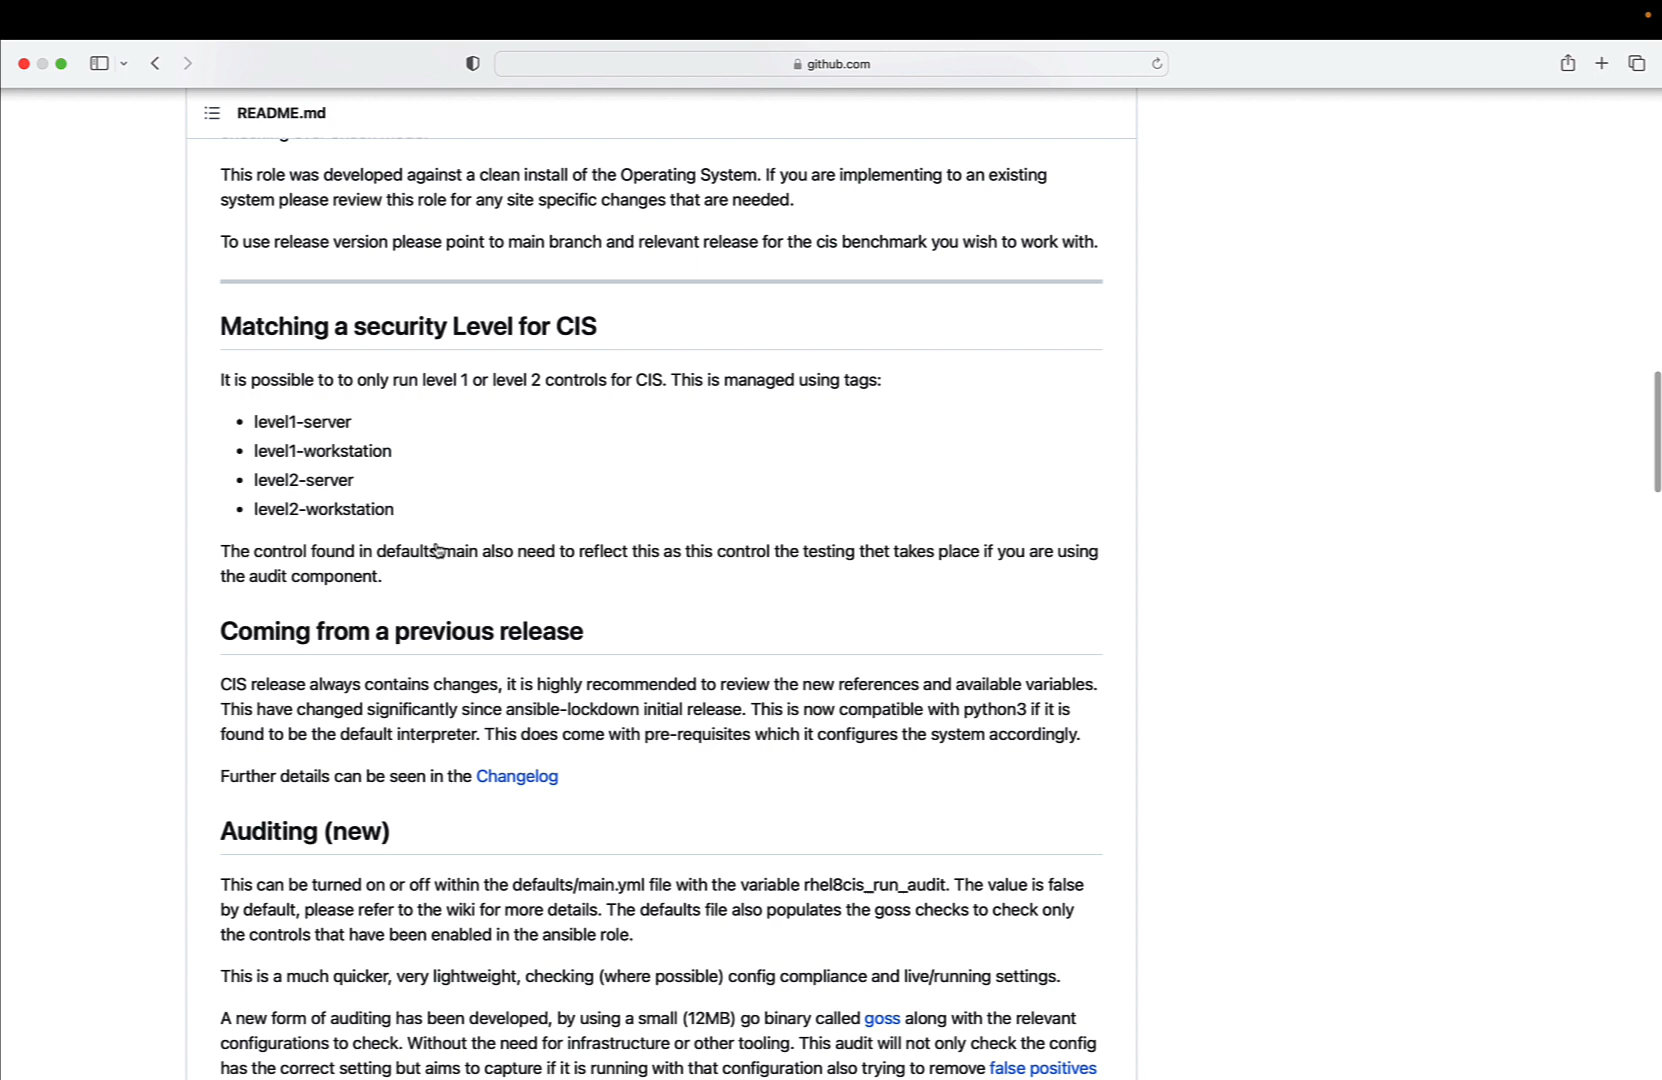 github.com
README.md
This role was developed against a clean install of the Operating System. If you are implementing to an existing
system please review this role for any site specific changes that are needed.
To use release version please point to main branch and relevant release for the cis benchmark you wish to work with.
Matching a security Level for CIS
It is possible to to only run level 1 or level 2 controls for CIS. This is managed using tags:
• level1-server
• level1-workstation
• level2-server
• level2-workstation
The control found in defaults main also need to reflect this as this control the testing thet takes place if you are using
the audit component.
Coming from a previous release
CIS release always contains changes, it is highly recommended to review the new references and available variables.
This have changed significantly since ansible-lockdown initial release. This is now compatible with python3 if it is
found to be the default interpreter. This does come with pre-requisites which it configures the system accordingly.
Further details can be seen in the Changelog
Auditing (new)
This can be turned on or off within the defaults/main.yml file with the variable rhel8cis_run_audit. The value is false
by default, please refer to the wiki for more details. The defaults file also populates the goss checks to check only
the controls that have been enabled in the ansible role.
This is a much quicker, very lightweight, checking (where possible) config compliance and live/running settings.
A new form of auditing has been developed, by using a small (12MB) go binary called goss along with the relevant
configurations to check. Without the need for infrastructure or other tooling. This audit will not only check the config
has the correct setting but aims to capture if it is running with that configuration also trying to remove false positives